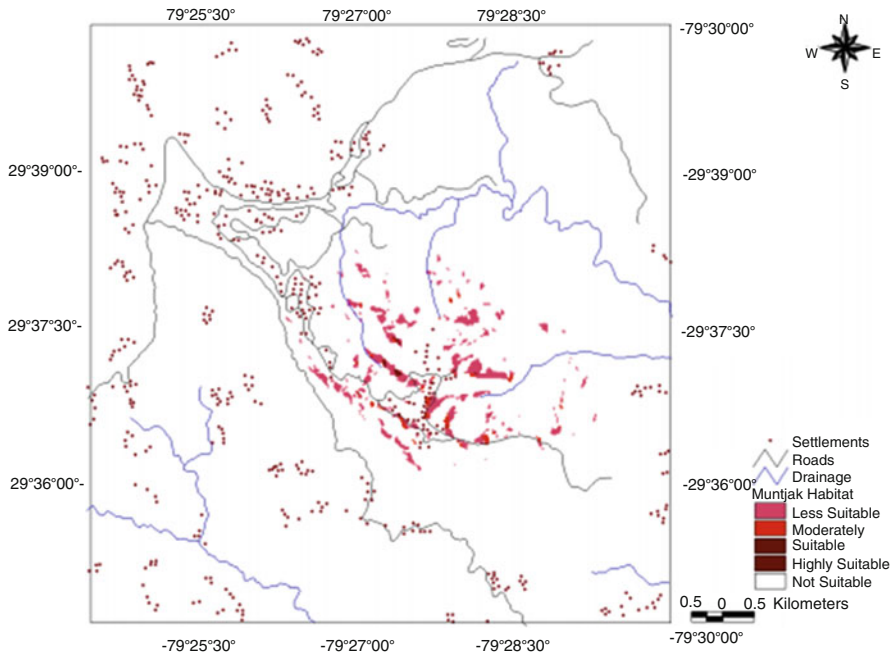 79°25"30° 79°27"00° 79°28"30°
-79°30"00°
N
W E
S
29°39"00°- -29°39"00°
29°37"30°- -29°37"30°
29°36"00°- -29°36"00°
Settlements
Roads
Drainage
Muntjak Habitat
Less Suitable
Moderately
Suitable
Highly Suitable
Not Suitable
0.5 0 0.5 Kilometers
-79°25"30° -79°27"00° -79°28"30° -79°30"00°